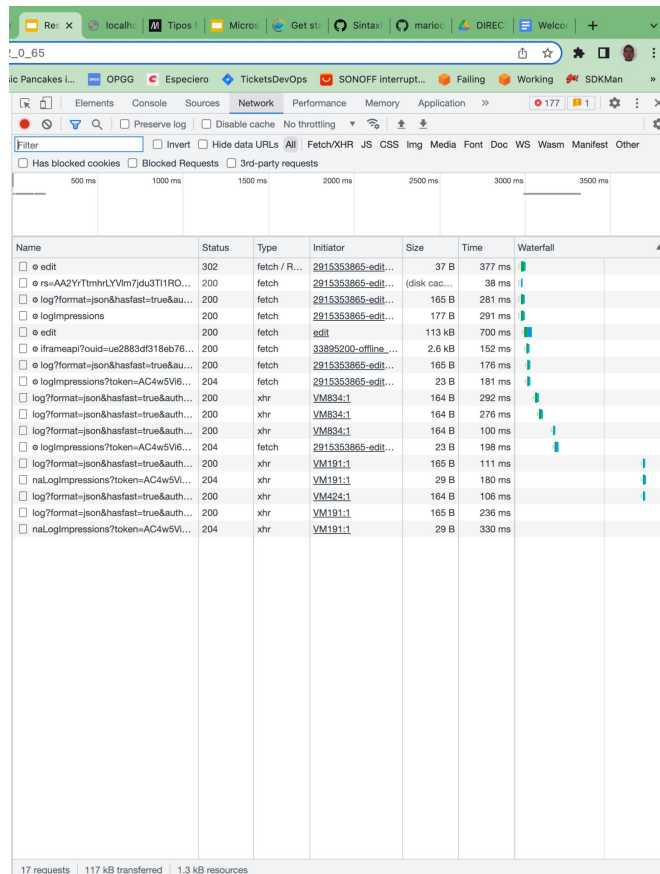 Res
localho
Tipos
Micros
Get sta
Sintaxi
marioc
DIRECT
Welcor
2_0_65
sic Pancakes i...
OPGG
Especiero
TicketsDevOps
SONOFF interrupt...
Failing
Working
SDKMan
»
Elements Console Sources Network Performance Memory Application » 177 1
Preserve log Disable cache No throttling
Filter Invert Hide data URLs All Fetch/XHR JS CSS Img Media Font Doc WS Wasm Manifest Other
Has blocked cookies Blocked Requests 3rd-party requests
500 ms 1000 ms 1500 ms 2000 ms 2500 ms 3000 ms 3500 ms
Name Status Type Initiator Size Time Waterfall
edit 302 fetch / R... 2915353865-edit... 37 B 377 ms
rs=AA2YrTtmhrLYVlm7jdu3Tl1RO... 200 fetch 2915353865-edit... (disk cac... 38 ms
log?format=json&hasfast=true&au... 200 fetch 2915353865-edit... 165 B 281 ms
logImpressions 200 fetch 2915353865-edit... 177 B 291 ms
edit 200 fetch edit 113 kB 700 ms
iframeapi?ouid=ue2883df318eb76... 200 fetch 33895200-offline_... 2.6 kB 152 ms
log?format=json&hasfast=true&au... 200 fetch 2915353865-edit... 165 B 176 ms
logImpressions?token=AC4w5Vi6... 204 fetch 2915353865-edit... 23 B 181 ms
log?format=json&hasfast=true&auth... 200 xhr VM834:1 164 B 292 ms
log?format=json&hasfast=true&auth... 200 xhr VM834:1 164 B 276 ms
log?format=json&hasfast=true&auth... 200 xhr VM834:1 164 B 100 ms
logImpressions?token=AC4w5Vi6... 204 fetch 2915353865-edit... 23 B 198 ms
log?format=json&hasfast=true&auth... 200 xhr VM191:1 165 B 111 ms
naLogImpressions?token=AC4w5Vi... 204 xhr VM191:1 29 B 180 ms
log?format=json&hasfast=true&auth... 200 xhr VM424:1 164 B 106 ms
log?format=json&hasfast=true&auth... 200 xhr VM191:1 165 B 236 ms
naLogImpressions?token=AC4w5Vi... 204 xhr VM191:1 29 B 330 ms
17 requests 117 kB transferred 1.3 kB resources